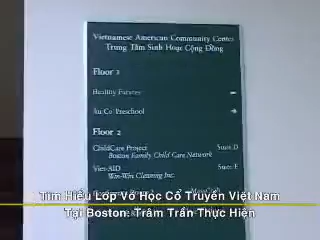 Vietnamese American Community Center
Trung Tâm Sinh Hoạt Cộng Đồng
Floor 1
Healthy Futures
Âu Cơ Preschool
Floor 2
ChildCare Project Suite D
Boston Family Child Care Network
Viet-AID Suite E
Win-Win Cleaning Inc.
Tìm Hiểu Lớp Võ Học Cổ Truyền Việt Nam
Tại Boston: Trâm Trần Thực Hiện